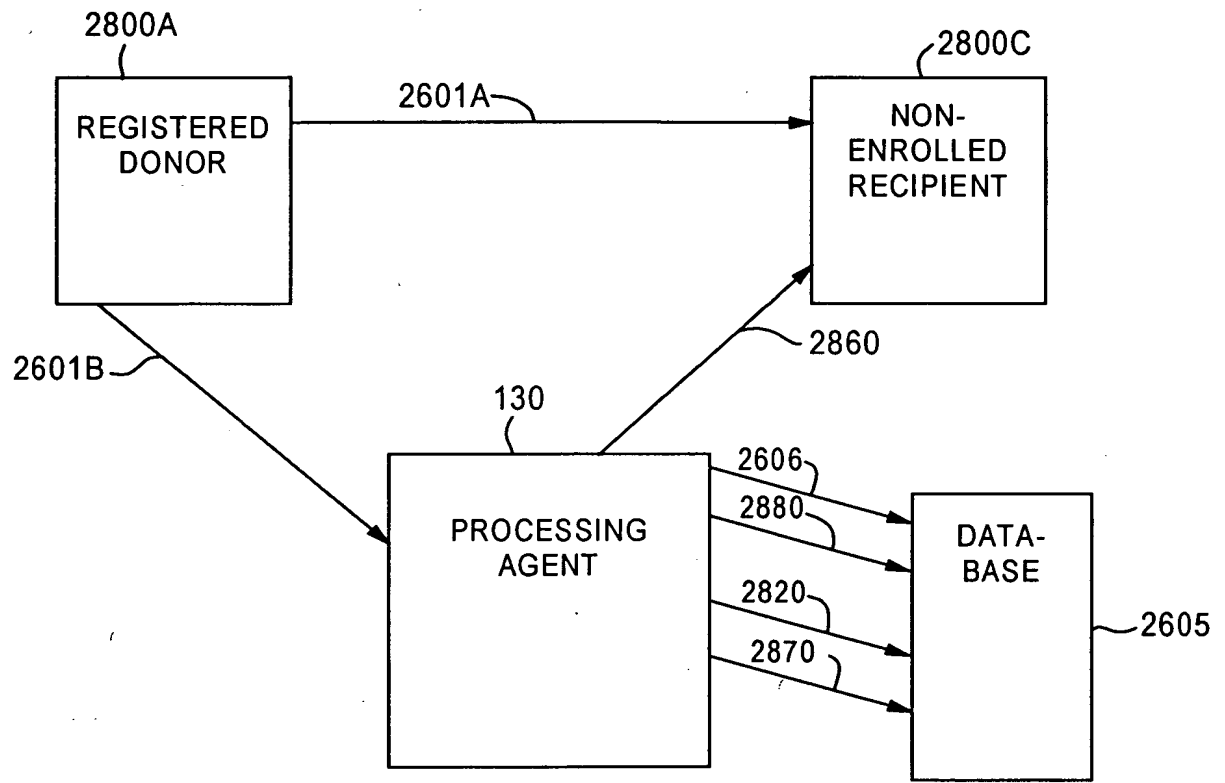 2800A
2800C
2601A
REGISTERED
DONOR
NON-
ENROLLED
RECIPIENT
2601B
2860
130
2606
2880
PROCESSING
AGENT
DATA-
BASE
2820
2605
2870